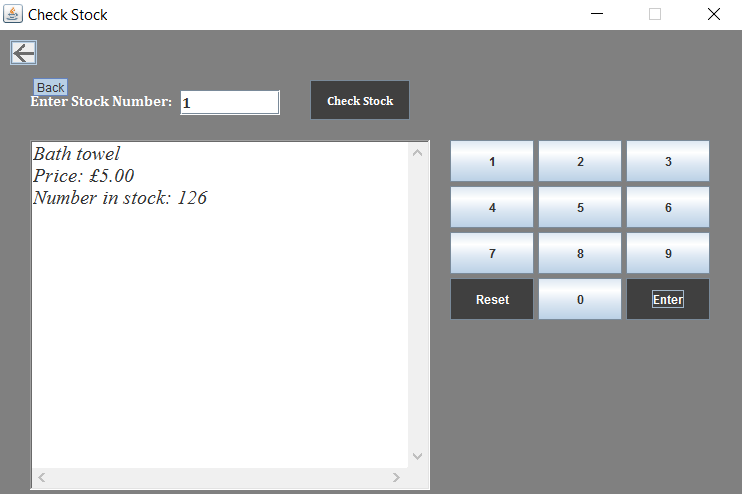 Check Stock
Back
Enter Stock Number: 1 Check Stock
Bath towel
Price: £5.00
Number in stock: 126
1 2 3
4 5 6
7 8 9
Reset 0 Enter